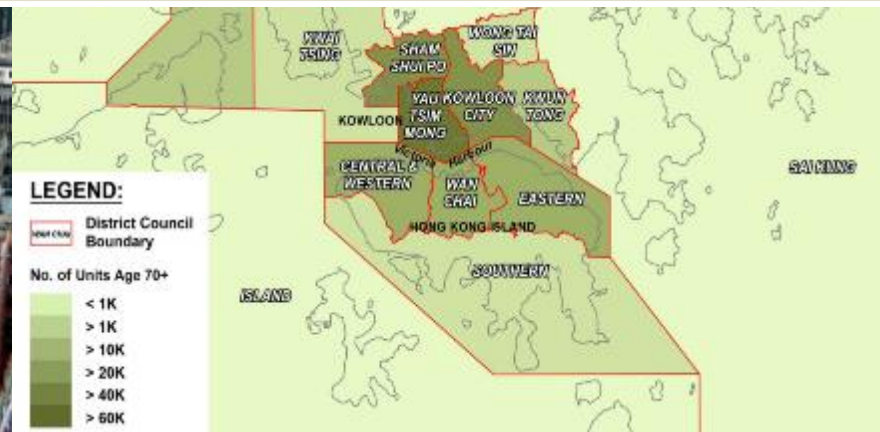 KWAI
TSING
SHAM
SHUI PO
WONG TAI
SIN
YAU
TSIM
MONG
KOWLOON
CITY
KWUN
TONG
KOWLOON
Victoria Harbour
CENTRAL &
WESTERN
WAN
CHAI
EASTERN
HONG KONG ISLAND
SAI KUNG
SOUTHERN
ISLAND
LEGEND:
District Council
Boundary
No. of Units Age 70+
< 1K
> 1K
> 10K
> 20K
> 40K
> 60K